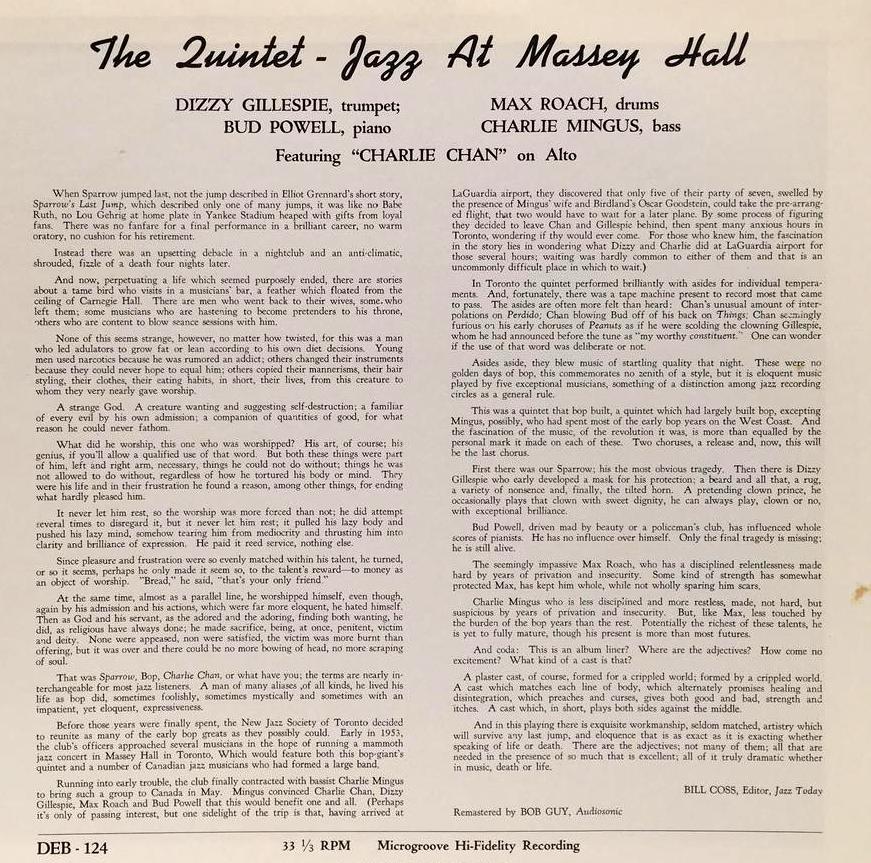 The Quintet - Jazz At Massey Hall
DIZZY GILLESPIE, trumpet;
BUD POWELL, piano
MAX ROACH, drums
CHARLIE MINGUS, bass
Featuring "CHARLIE CHAN" on Alto
When Sparrow jumped last, not the jump described in Elliot Grennard's short story,
Sparrow's Last Jump, which described only one of many jumps, it was like no Babe
Ruth, no Lou Gehrig at home plate in Yankee Stadium heaped with gifts from loyal
fans. There was no fanfare for a final performance in a brilliant career, no warm
oratory, no cushion for his retirement.
Instead there was an upsetting debacle in a nightclub and an anti-climatic,
shrouded, fizzle of a death four nights later.
And now, perpetuating a life which seemed purposely ended, there are stories
about a tame bird who visits in a musicians' bar, a feather which floated from the
ceiling of Carnegie Hall. There are men who went back to their wives, some who
left them; some musicians who are hastening to become pretenders to his throne,
others who are content to blow seance sessions with him.
None of this seems strange, however, no matter how twisted, for this was a man
who led adulators to grow fat or lean according to his own diet decisions. Young
men used narcotics because he was rumored an addict; others changed their instruments
because they could never hope to equal him; others copied their mannerisms, their hair
styling, their clothes, their eating habits, in short, their lives, from this creature to
whom they very nearly gave worship.
A strange God. A creature wanting and suggesting self-destruction; a familiar
of every evil by his own admission; a companion of quantities of good, for what
reason he could never fathom.
What did he worship, this one who was worshipped? His art, of course; his
genius, if you'll allow a qualified use of that word. But both these things were part
of him, left and right arm, necessary, things he could not do without; things he was
not allowed to do without, regardless of how he tortured his body or mind. They
were his life and in their frustration he found a reason, among other things, for ending
what hardly pleased him.
It never let him rest, so the worship was more forced than not; he did attempt
several times to disregard it, but it never let him rest; it pulled his lazy body and
pushed his lazy mind, somehow tearing him from mediocrity and thrusting him into
clarity and brilliance of expression. He paid it reed service, nothing else.
Since pleasure and frustration were so evenly matched within his talent, he turned,
or so it seems, perhaps he only made it seem so, to the talent's reward—to money as
an object of worship. "Bread," he said, "that's your only friend."
At the same time, almost as a parallel line, he worshipped himself, even though,
again by his admission and his actions, which were far more eloquent, he hated himself.
Then as God and his servant, as the adored and the adoring, finding both wanting, he
did, as religious have always done; he made sacrifice, being, at once, penitent, victim
and deity. None were appeased, non were satisfied, the victim was more burnt than
offering, but it was over and there could be no more bowing of head, no more scraping
of soul.
That was Sparrow, Bop, Charlie Chan, or what have you; the terms are nearly in-
terchangeable for most jazz listeners. A man of many aliases ,of all kinds, he lived his
life as bop did, sometimes foolishly, sometimes mystically and sometimes with an
impatient, yet eloquent, expressiveness.
Before those years were finally spent, the New Jazz Society of Toronto decided
to reunite as many of the early bop greats as they possibly could. Early in 1953,
the club's officers approached several musicians in the hope of running a mammoth
jazz concert in Massey Hall in Toronto, Which would feature both this bop-giant's
quintet and a number of Canadian jazz musicians who had formed a large band.
Running into early trouble, the club finally contracted with bassist Charlie Mingus
to bring such a group to Canada in May. Mingus convinced Charlie Chan, Dizzy
Gillespie, Max Roach and Bud Powell that this would benefit one and all. (Perhaps
it's only of passing interest, but one sidelight of the trip is that, having arrived at
LaGuardia airport, they discovered that only five of their party of seven, swelled by
the presence of Mingus' wife and Birdland's Oscar Goodstein, could take the pre-arrang-
ed flight, that two would have to wait for a later plane. By some process of figuring
they decided to leave Chan and Gillespie behind, then spent many anxious hours in
Toronto, wondering if thy would ever come. For those who knew him, the fascination
in the story lies in wondering what Dizzy and Charlie did at LaGuardia airport for
those several hours; waiting was hardly common to either of them and that is an
uncommonly difficult place in which to wait.)
In Toronto the quintet performed brilliantly with asides for individual tempera-
ments. And, fortunately, there was a tape machine present to record most that came
to pass. The asides are often more felt than heard: Chan's unusual amount of inter-
polations on Perdido; Chan blowing Bud off of his back on Things; Chan seemingly
furious on his early choruses of Peanuts as if he were scolding the clowning Gillespie,
whom he had announced before the tune as "my worthy constituent." One can wonder
if the use of that word was deliberate or not.
Asides aside, they blew music of startling quality that night. These were no
golden days of bop, this commemorates no zenith of a style, but it is eloquent music
played by five exceptional musicians, something of a distinction among jazz recording
circles as a general rule.
This was a quintet that bop built, a quintet which had largely built bop, excepting
Mingus, possibly, who had spent most of the early bop years on the West Coast. And
the fascination of the music, of the revolution it was, is more than equalled by the
personal mark it made on each of these. Two choruses, a release and, now, this will
be the last chorus.
First there was our Sparrow; his the most obvious tragedy. Then there is Dizzy
Gillespie who early developed a mask for his protection; a beard and all that, a rug,
a variety of nonsence and, finally, the tilted horn. A pretending clown prince, he
occasionally plays that clown with sweet dignity, he can always play, clown or no,
with exceptional brilliance.
Bud Powell, driven mad by beauty or a policeman's club, has influenced whole
scores of pianists. He has no influence over himself. Only the final tragedy is missing;
he is still alive.
The seemingly impassive Max Roach, who has a disciplined relentlessness made
hard by years of privation and insecurity. Some kind of strength has somewhat
protected Max, has kept him whole, while not wholly sparing him scars.
Charlie Mingus who is less disciplined and more restless, made, not hard, but
suspicious by years of privation and insecurity. But, like Max, less touched by
the burden of the bop years than the rest. Potentially the richest of these talents, he
is yet to fully mature, though his present is more than most futures.
And coda: This is an album liner? Where are the adjectives? How come no
excitement? What kind of a cast is that?
A plaster cast, of course, formed for a crippled world; formed by a crippled world.
A cast which matches each line of body, which alternately promises healing and
disintegration, which preaches and curses, gives both good and bad, strength and
itches. A cast which, in short, plays both sides against the middle.
And in this playing there is exquisite workmanship, seldom matched, artistry which
will survive any last jump, and eloquence that is as exact as it is exacting whether
speaking of life or death. There are the adjectives; not many of them; all that are
needed in the presence of so much that is excellent; all of it truly dramatic whether
in music, death or life.
BILL COSS, Editor, Jazz Today
Remastered by BOB GUY, Audiosonic
DEB - 124
33 1/3 RPM Microgroove Hi-Fidelity Recording